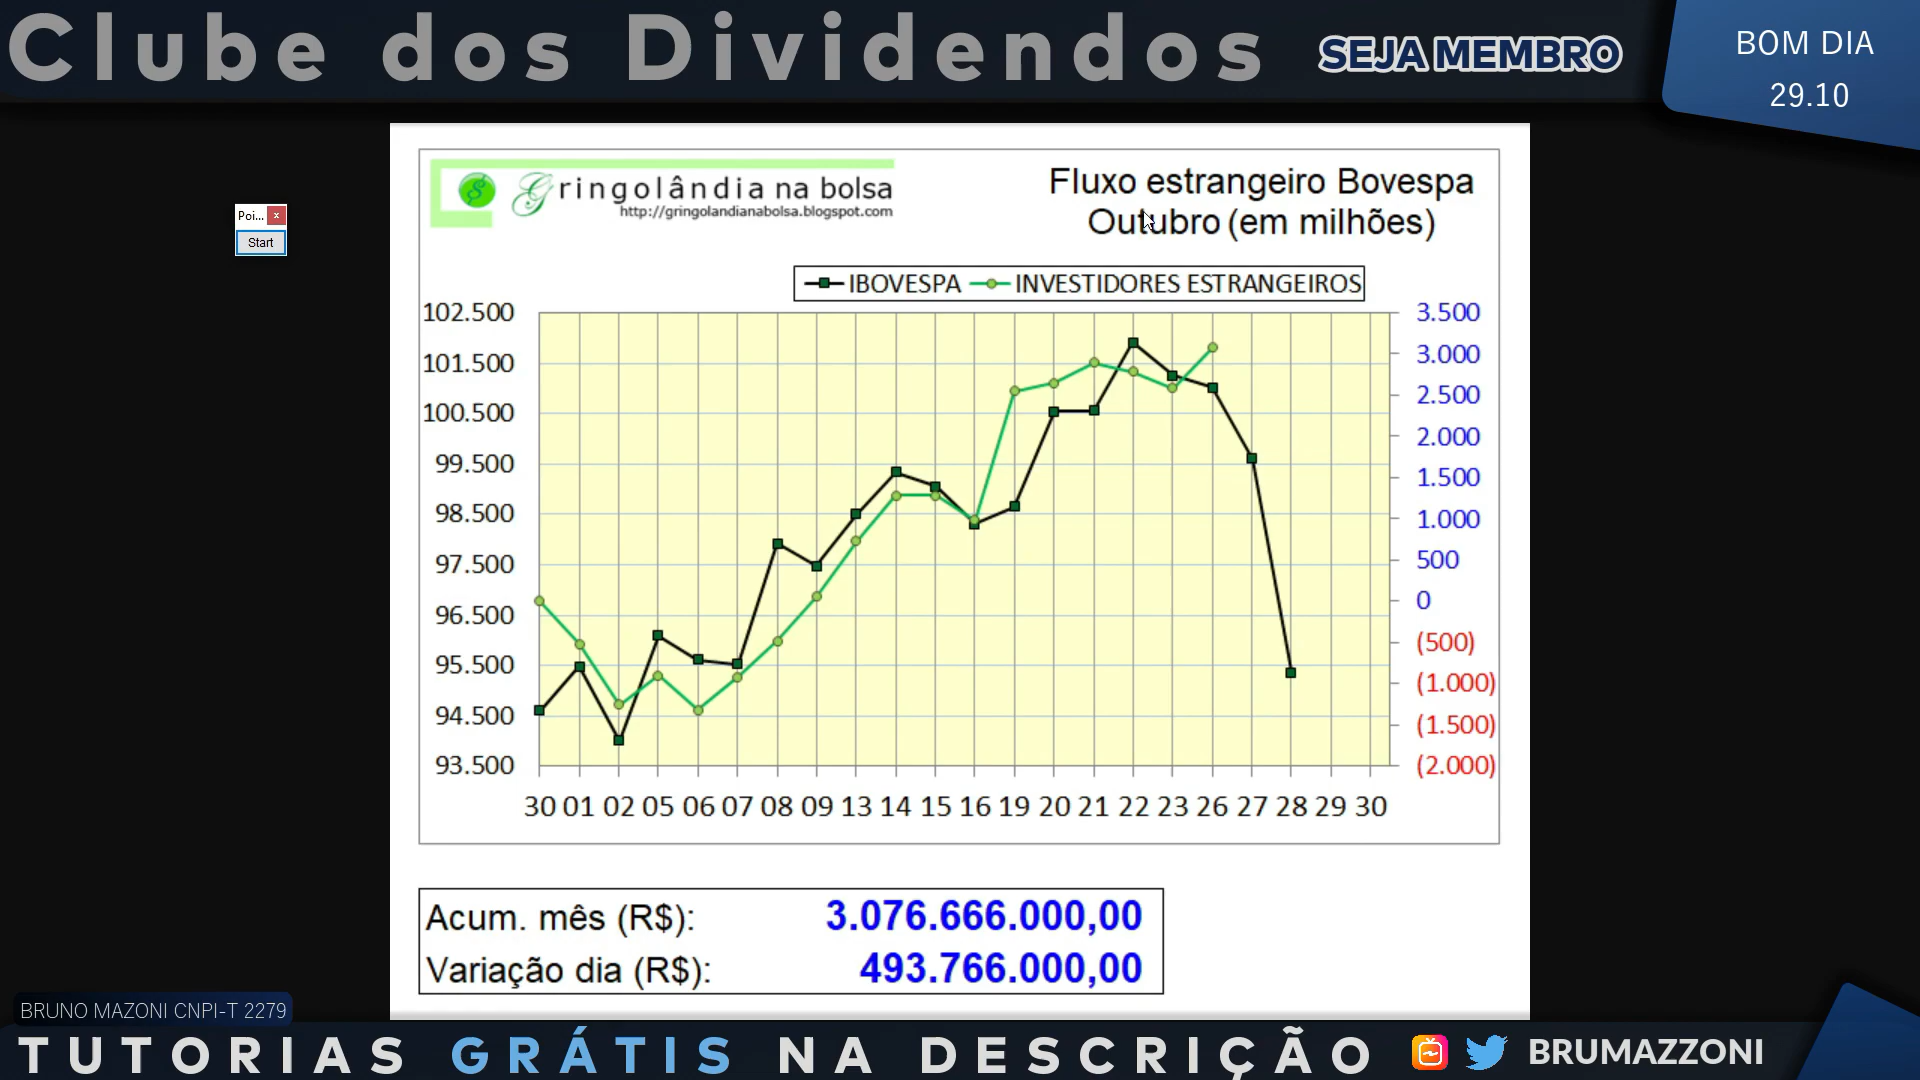 Clube dos Dividendos
SEJA MEMBRO
BOM DIA
29.10
Poi...
Start
Gringolândia na bolsa
http://gringolandianabolsa.blogspot.com
Fluxo estrangeiro Bovespa
Outubro (em milhões)
IBOVESPA INVESTIDORES ESTRANGEIROS
102.500 3.500
101.500 3.000
100.500 2.500
99.500 2.000
98.500 1.500
97.500 1.000
96.500 500
95.500 0
94.500 (500)
93.500 (1.000)
(1.500)
(2.000)
30 01 02 05 06 07 08 09 13 14 15 16 19 20 21 22 23 26 27 28 29 30
Acum. mês (R$): 3.076.666.000,00
Variação dia (R$): 493.766.000,00
BRUNO MAZONI CNPI-T 2279
TUTORIAS GRÁTIS NA DESCRIÇÃO
BRUMAZZONI